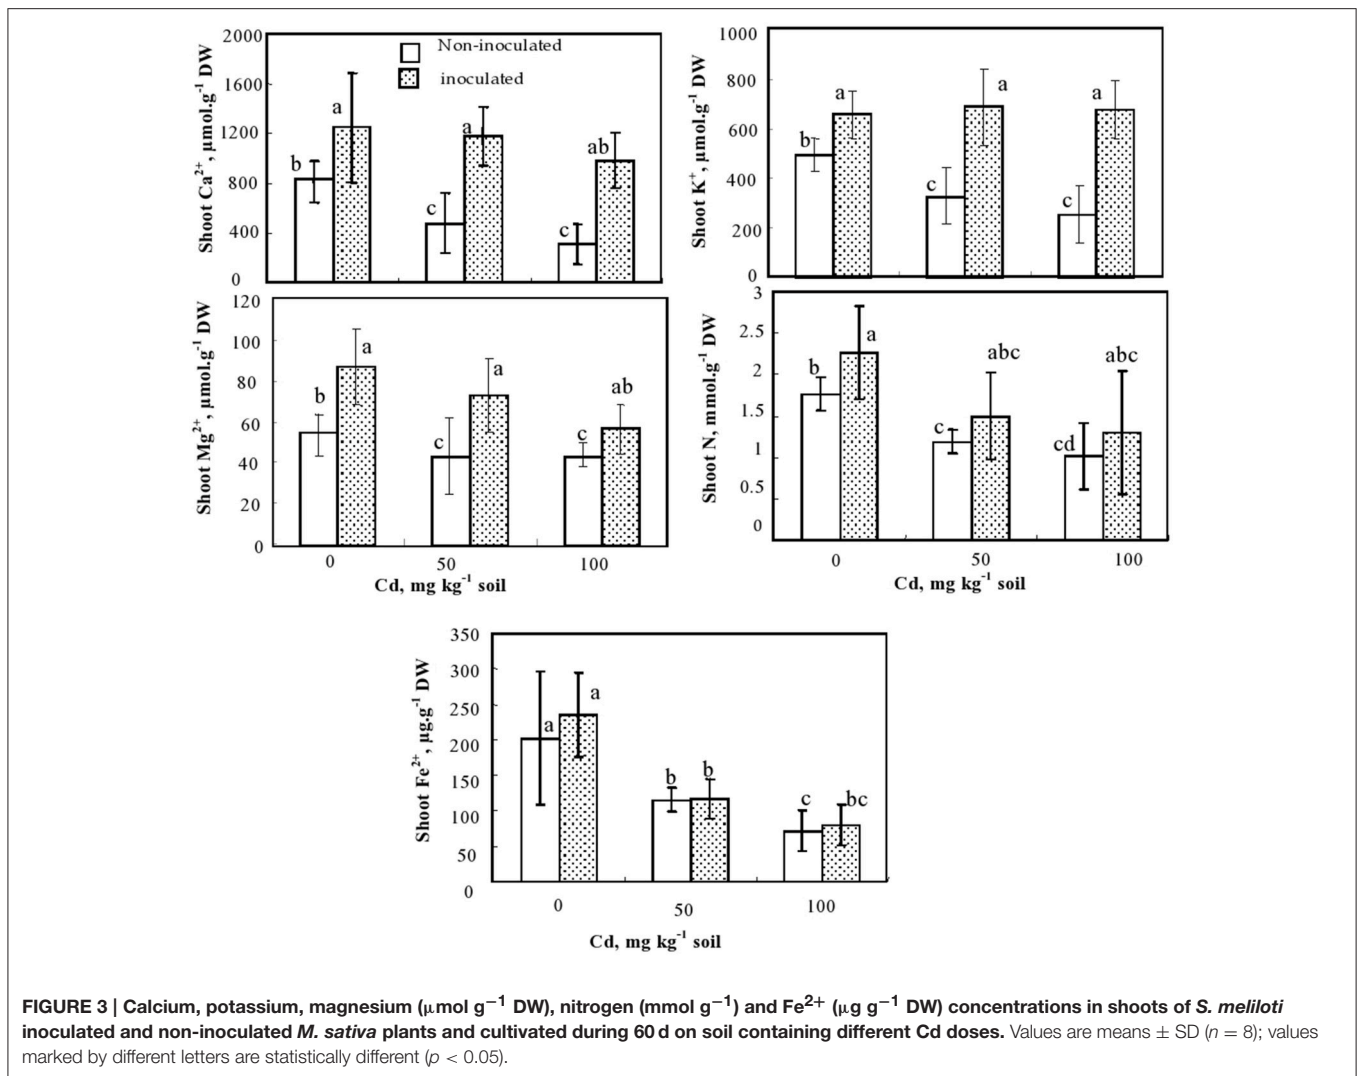 Shoot Ca²⁺, μmol.g⁻¹ DW
2000
1600
1200
800
400
0
Non-inoculated
inoculated
b
a
c
a
c
ab
Shoot K⁺, μmol.g⁻¹ DW
1000
800
600
400
200
0
b
a
c
a
c
a
Shoot Mg²⁺, μmol.g⁻¹ DW
120
100
80
60
40
20
0
b
a
c
a
c
ab
0 50 100
Cd, mg kg⁻¹ soil
Shoot N, mmol.g⁻¹ DW
3
2.5
2
1.5
1
0.5
0
b
a
c
abc
cd
abc
0 50 100
Cd, mg kg⁻¹ soil
Shoot Fe²⁺, μg.g⁻¹ DW
350
300
250
200
150
100
50
0
a
a
b
b
c
bc
0 50 100
Cd, mg kg⁻¹ soil
FIGURE 3 | Calcium, potassium, magnesium (μmol g⁻¹ DW), nitrogen (mmol g⁻¹) and Fe²⁺ (μg g⁻¹ DW) concentrations in shoots of S. meliloti
inoculated and non-inoculated M. sativa plants and cultivated during 60 d on soil containing different Cd doses. Values are means ± SD (n = 8); values
marked by different letters are statistically different (p < 0.05).